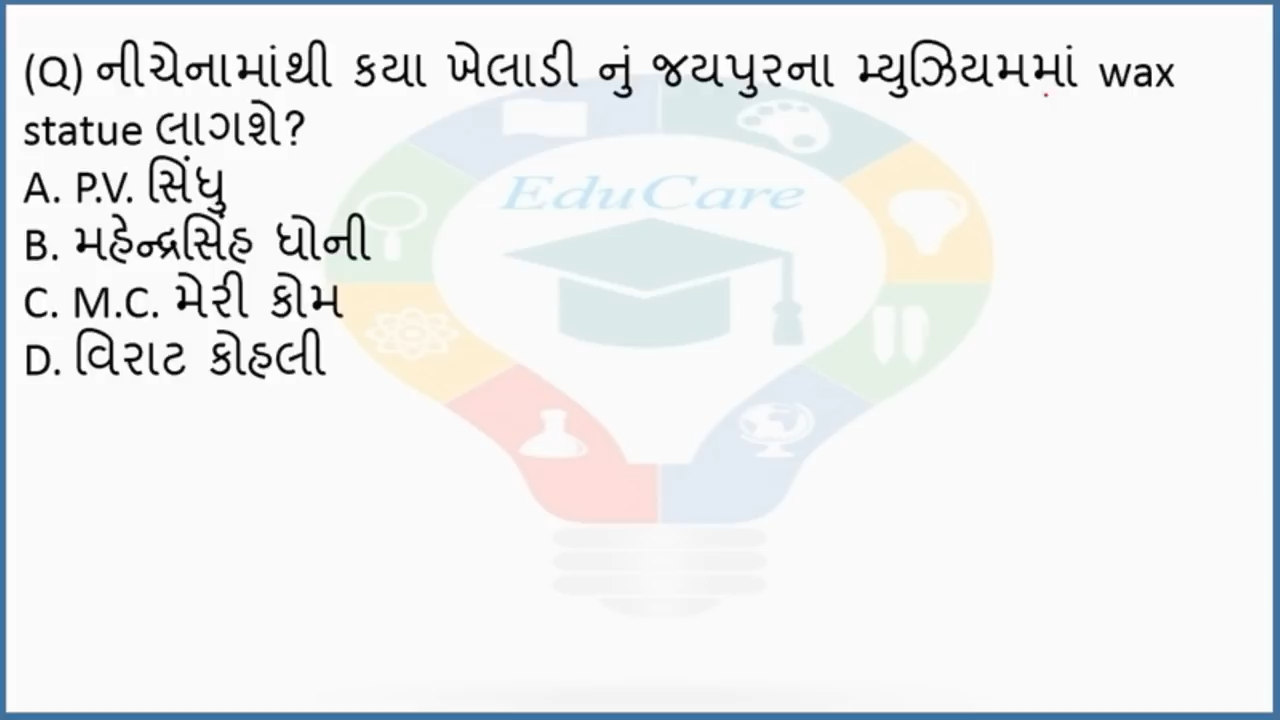 (Q) નીચેનામાંથી કયા ખેલાડી નું જયપુરના મ્યુઝિયમમાં wax
statue લાગશે?
A. P.V. સિંધુ
B. મહેન્દ્રસિંહ ધોની
C. M.C. મેરી કોમ
D. વિરાટ કોહલી
EduCare